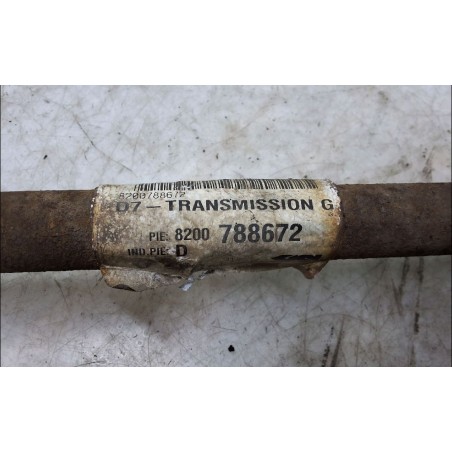 8200788672
D7-TRANSMISSION G.
PIE: 8200 788672
IND.PIE: D